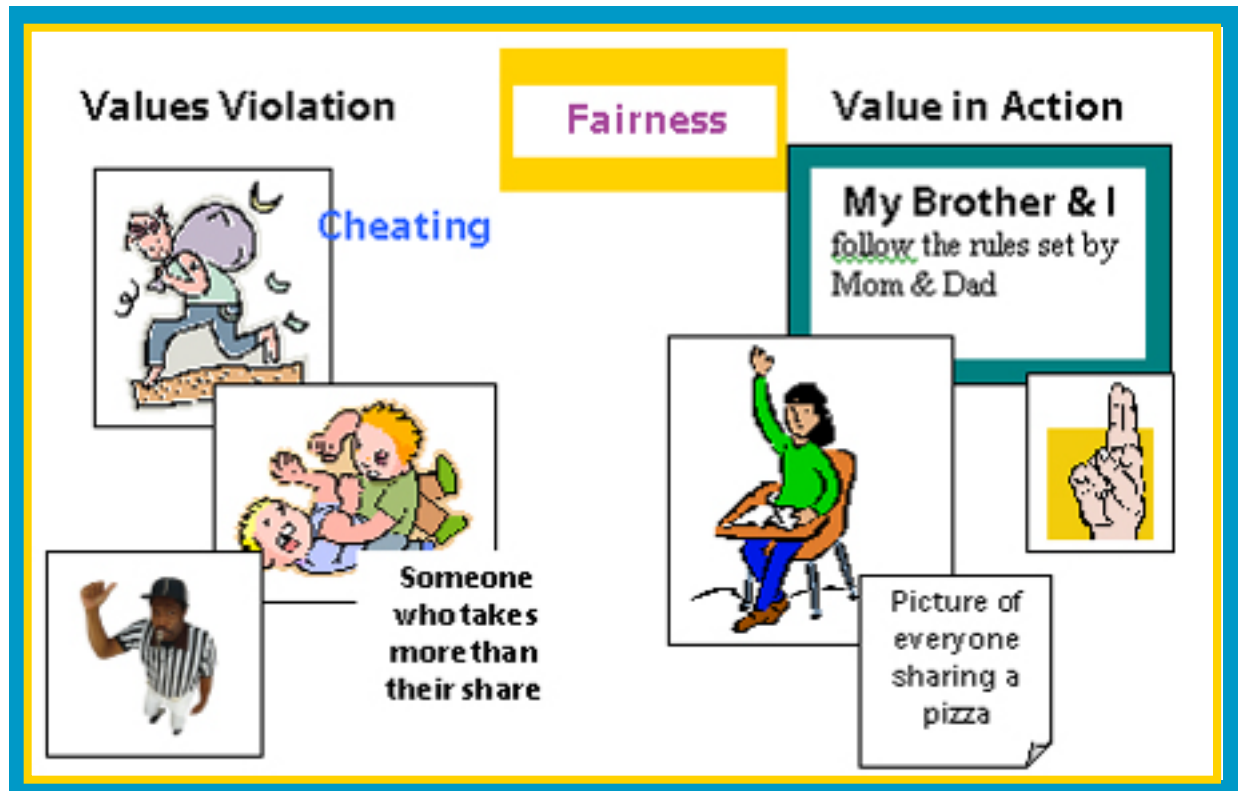 Values Violation
Fairness
Value in Action
Cheating
My Brother & I
follow the rules set by
Mom & Dad
Someone
who takes
more than
their share
Picture of
everyone
sharing a
pizza